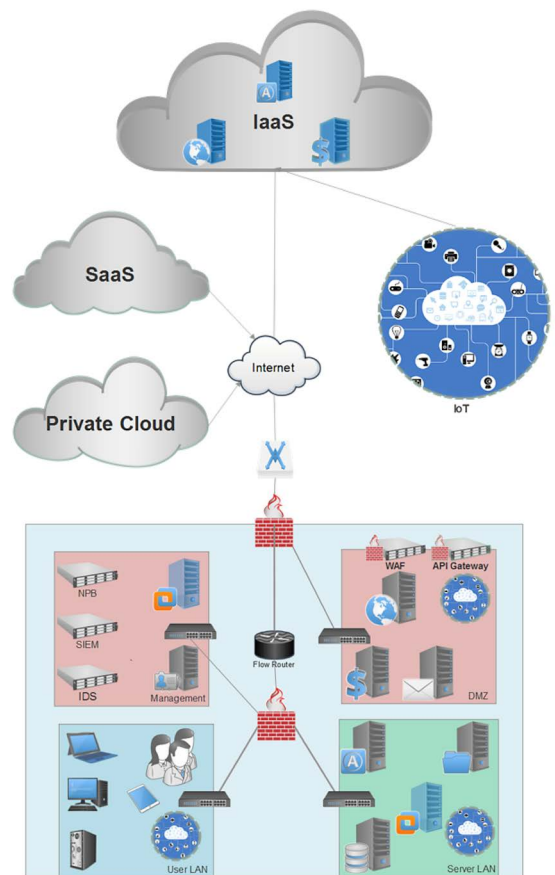 IaaS
SaaS
Internet
Private Cloud
IoT
WAF
API Gateway
NPB
SIEM
Flow Router
IDS
Management
DMZ
User LAN
Server LAN